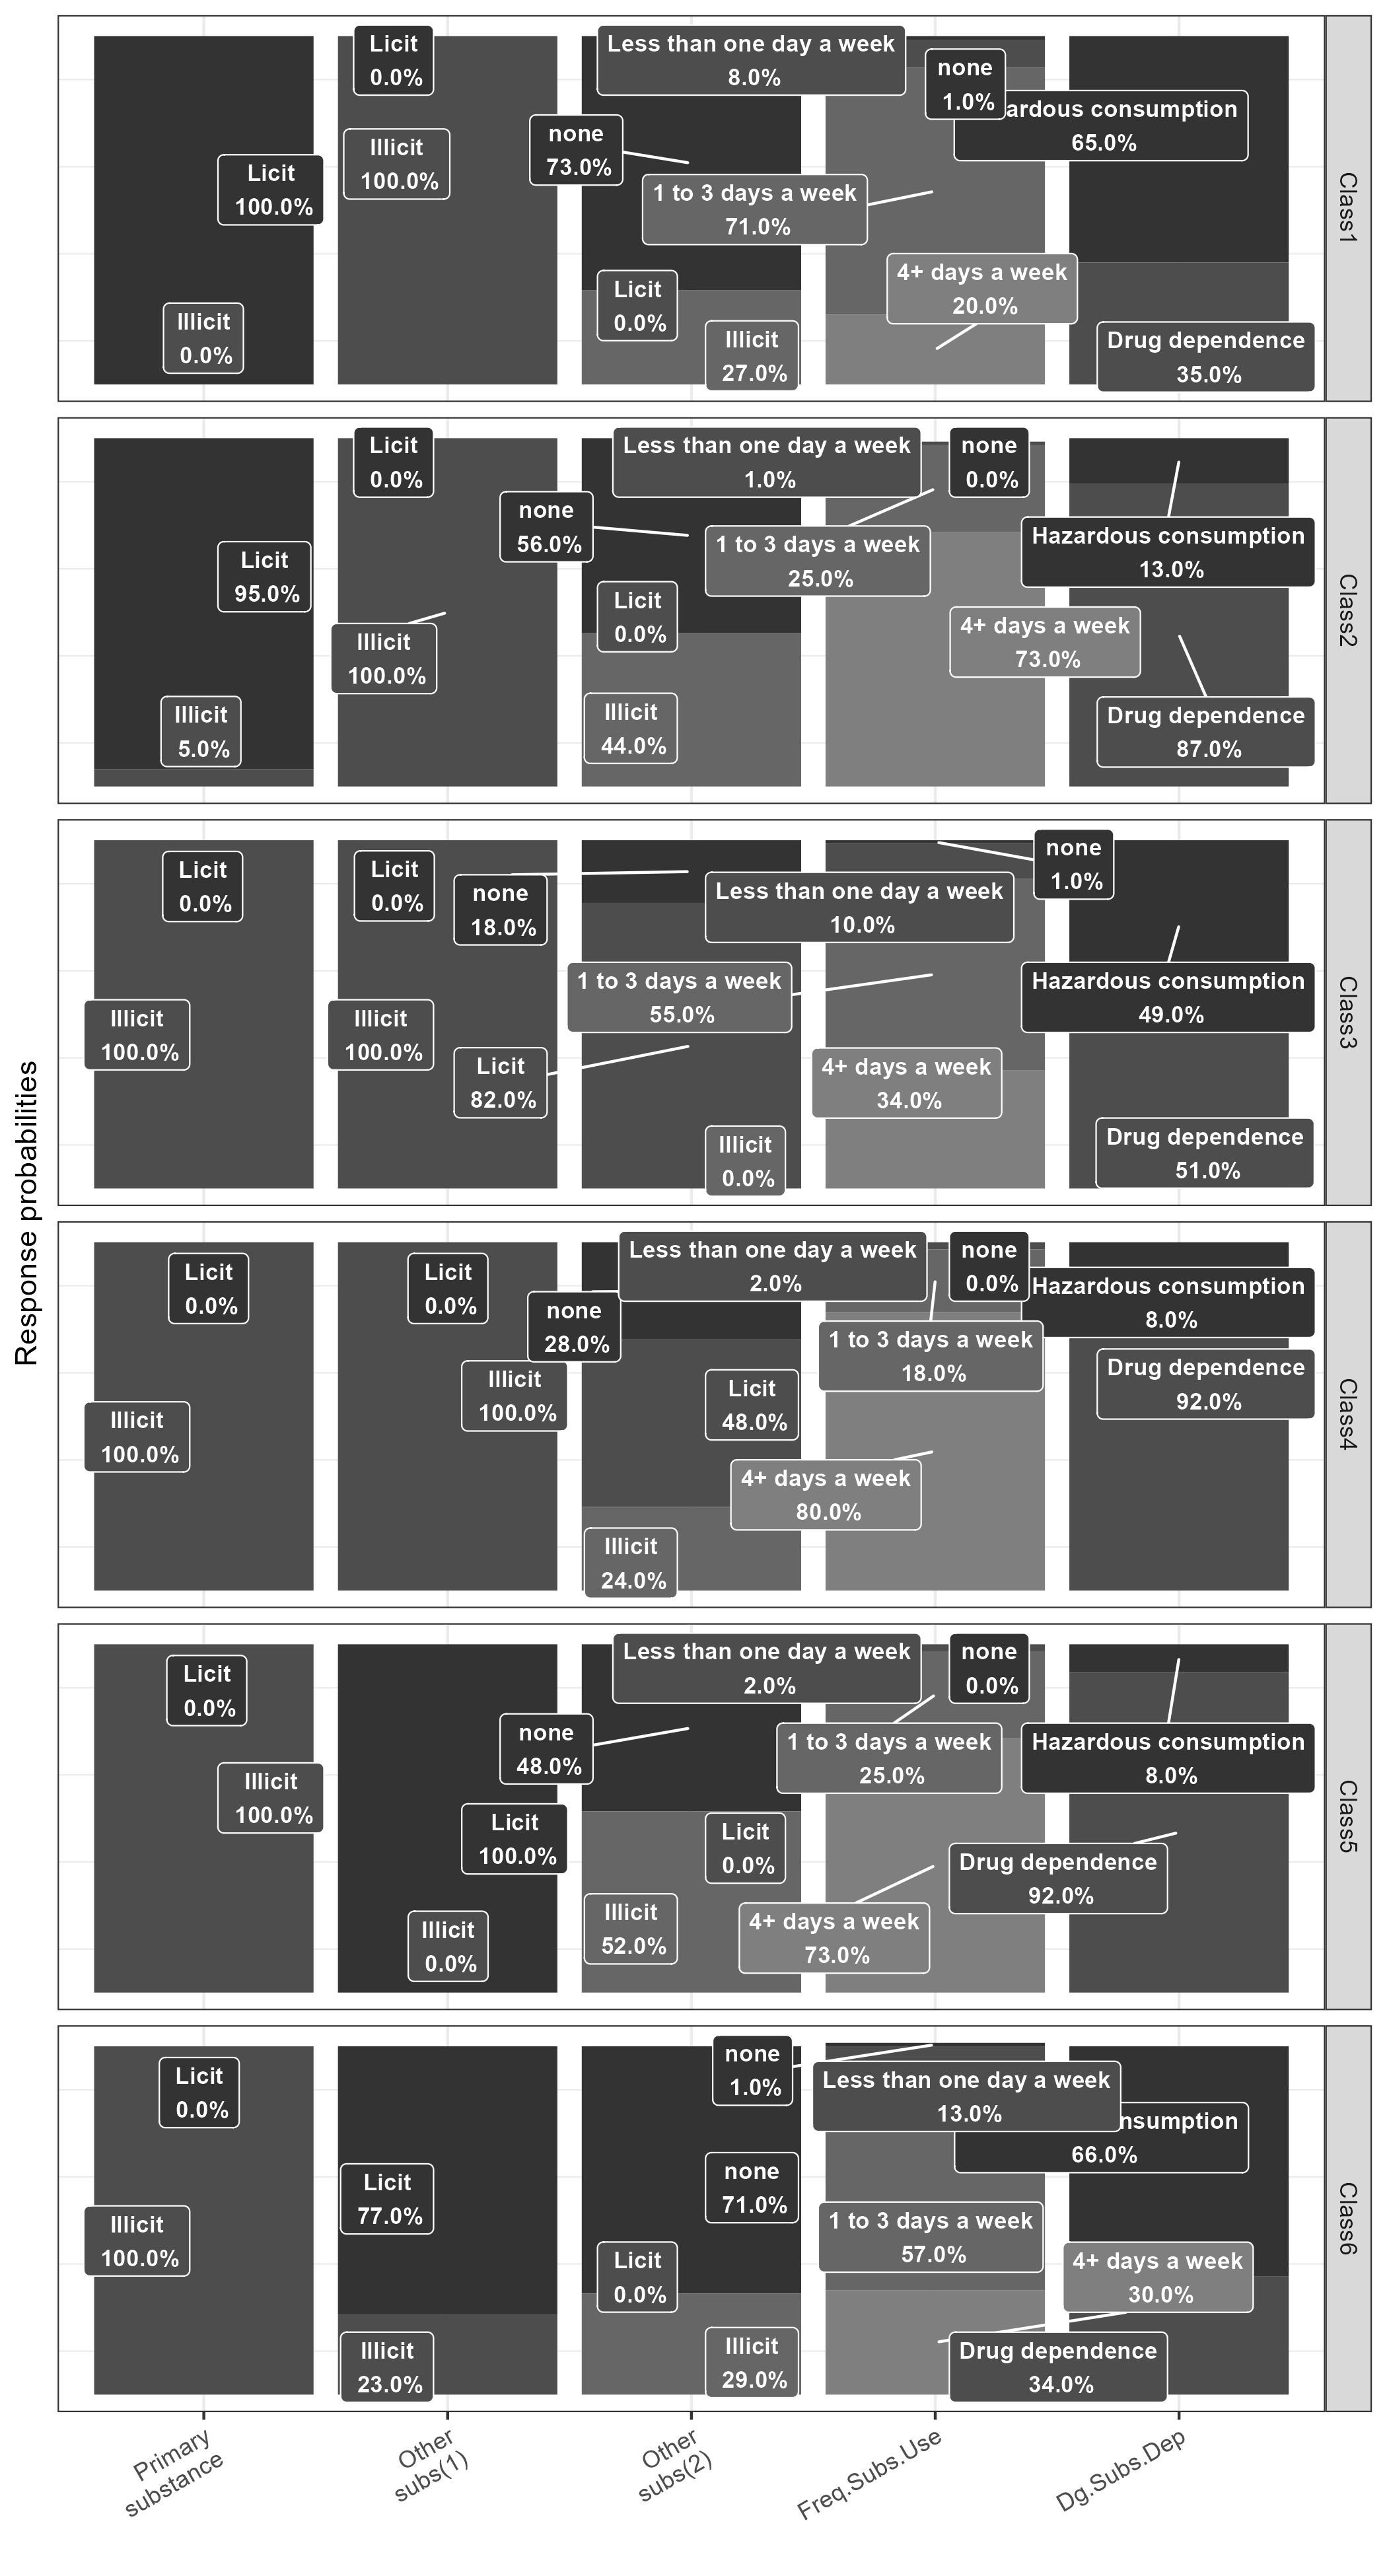 Response probabilities
Licit
0.0%
Less than one day a week
8.0%
none
1.0%
ardous consumption
65.0%
none
73.0%
Illicit
100.0%
Licit
100.0%
1 to 3 days a week
71.0%
4+ days a week
20.0%
Licit
0.0%
Illicit
0.0%
Illicit
27.0%
Drug dependence
35.0%
Class1
Licit
0.0%
Less than one day a week
1.0%
none
0.0%
none
56.0%
1 to 3 days a week
25.0%
Hazardous consumption
13.0%
Licit
95.0%
Licit
0.0%
4+ days a week
73.0%
Illicit
100.0%
Illicit
5.0%
Illicit
44.0%
Drug dependence
87.0%
Class2
none
1.0%
Licit
0.0%
Licit
0.0%
none
18.0%
Less than one day a week
10.0%
1 to 3 days a week
55.0%
Hazardous consumption
49.0%
Illicit
100.0%
Illicit
100.0%
Licit
82.0%
4+ days a week
34.0%
Illicit
0.0%
Drug dependence
51.0%
Class3
Less than one day a week
2.0%
none
0.0%
Licit
0.0%
Licit
0.0%
Hazardous consumption
8.0%
none
28.0%
1 to 3 days a week
18.0%
Drug dependence
92.0%
Illicit
100.0%
Licit
48.0%
Illicit
100.0%
4+ days a week
80.0%
Illicit
24.0%
Class4
Less than one day a week
2.0%
none
0.0%
Licit
0.0%
none
48.0%
1 to 3 days a week
25.0%
Hazardous consumption
8.0%
Illicit
100.0%
Licit
100.0%
Licit
0.0%
Drug dependence
92.0%
Illicit
0.0%
Illicit
52.0%
4+ days a week
73.0%
Class5
none
1.0%
Licit
0.0%
Less than one day a week
13.0%
nsumption
66.0%
Licit
77.0%
none
71.0%
Illicit
100.0%
1 to 3 days a week
57.0%
Licit
0.0%
4+ days a week
30.0%
Illicit
23.0%
Illicit
29.0%
Drug dependence
34.0%
Class6
Primary
substance
Other
subs(1)
Other
subs(2)
Freq.Subs.Use
Dg.Subs.Dep